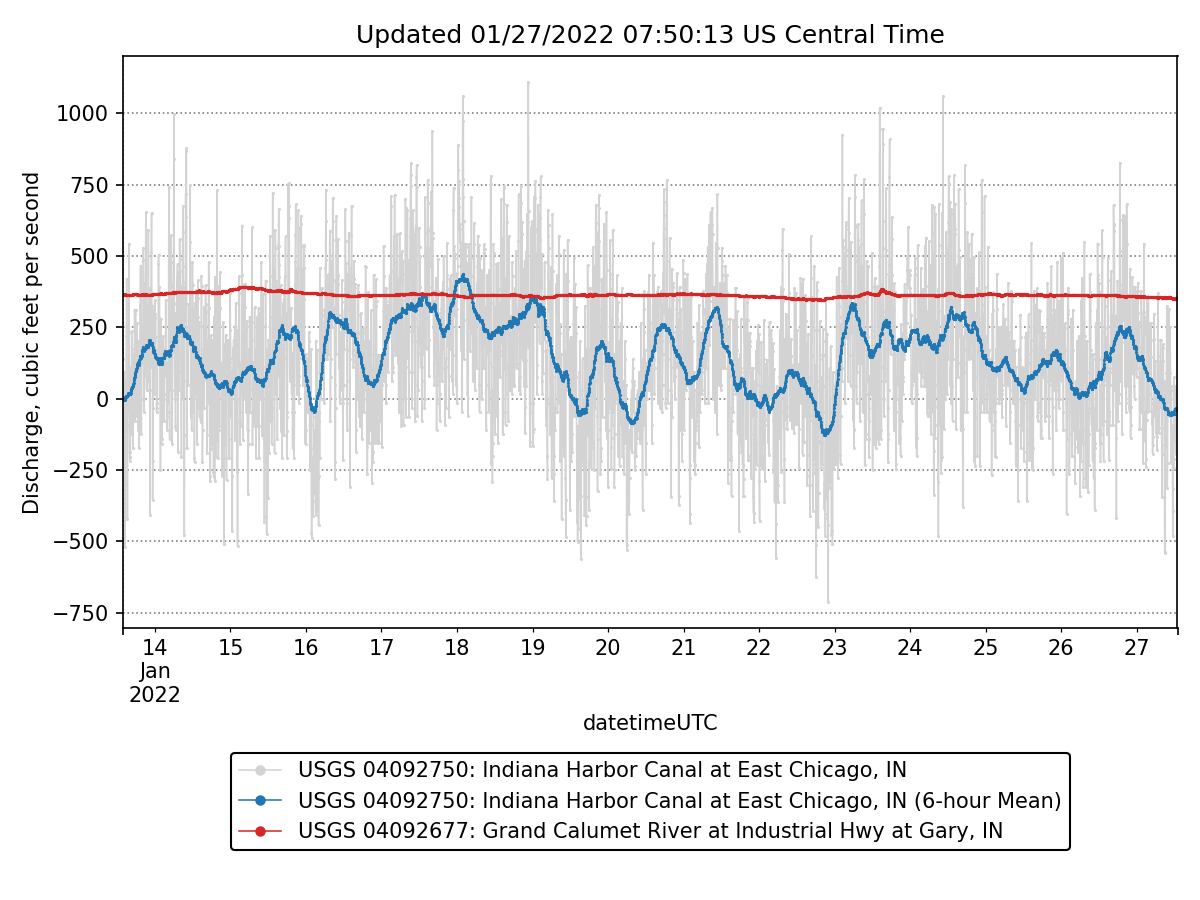 Updated 01/27/2022 07:50:13 US Central Time
Discharge, cubic feet per second
1000
750
500
250
0
−250
−500
−750
14 15 16 17 18 19 20 21 22 23 24 25 26 27
Jan
2022
datetimeUTC
USGS 04092750: Indiana Harbor Canal at East Chicago, IN
USGS 04092750: Indiana Harbor Canal at East Chicago, IN (6-hour Mean)
USGS 04092677: Grand Calumet River at Industrial Hwy at Gary, IN